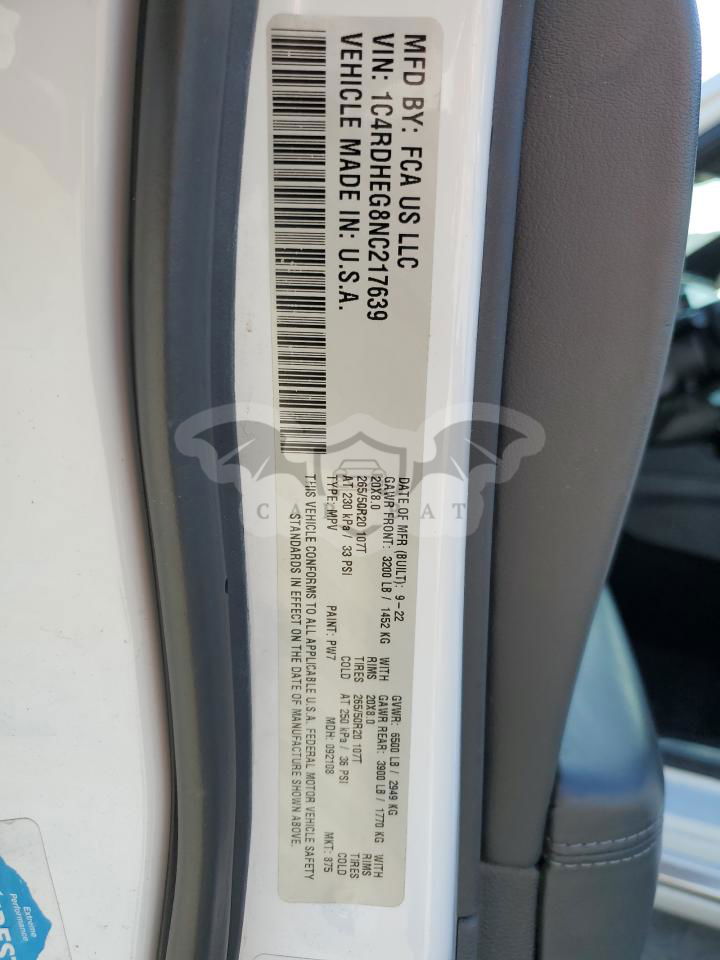 MFD BY: FCA US LLC
VIN: 1C4RDHEG8NC217639
VEHICLE MADE IN: U.S.A.
DATE OF MFR (BUILT): 9-22 GVWR: 6500 LB / 2949 KG
GAWR FRONT: 3200 LB / 1452 KG WITH GAWR REAR: 3900 LB / 1770 KG WITH
20X8.0 RIMS 20X8.0 RIMS
265/50R20 107T TIRES 265/50R20 107T TIRES
AT 230 kPa / 33 PSI COLD AT 250 kPa / 36 PSI COLD
TYPE: MPV PAINT: PW7 MDH: 092108 MKT: 875
THIS VEHICLE CONFORMS TO ALL APPLICABLE U.S.A. FEDERAL MOTOR VEHICLE SAFETY
STANDARDS IN EFFECT ON THE DATE OF MANUFACTURE SHOWN ABOVE.
Extreme
Performance